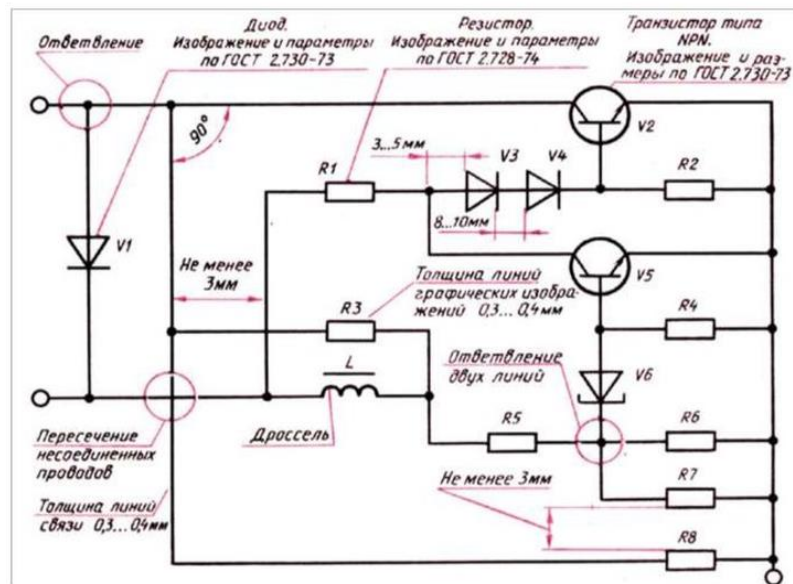 Ответвление
Диод.
Изображение и параметры
по ГОСТ 2.730-73
Резистор.
Изображение и параметры
по ГОСТ 2.728-74
Транзистор типа
NPN.
Изображение и раз-
меры по ГОСТ 2.730-73
90°
3...5мм
V2
R1
V3
V4
R2
8...10мм
V1
Не менее
3мм
V5
Толщина линий
графических изобра-
жений 0,3...0,4мм
R3
R4
L
Ответвление
двух линий
V6
Дроссель
R5
R6
Пересечение
несоединенных
проводов
Не менее 3мм
R7
Толщина линий
связи 0,3...0,4мм
R8